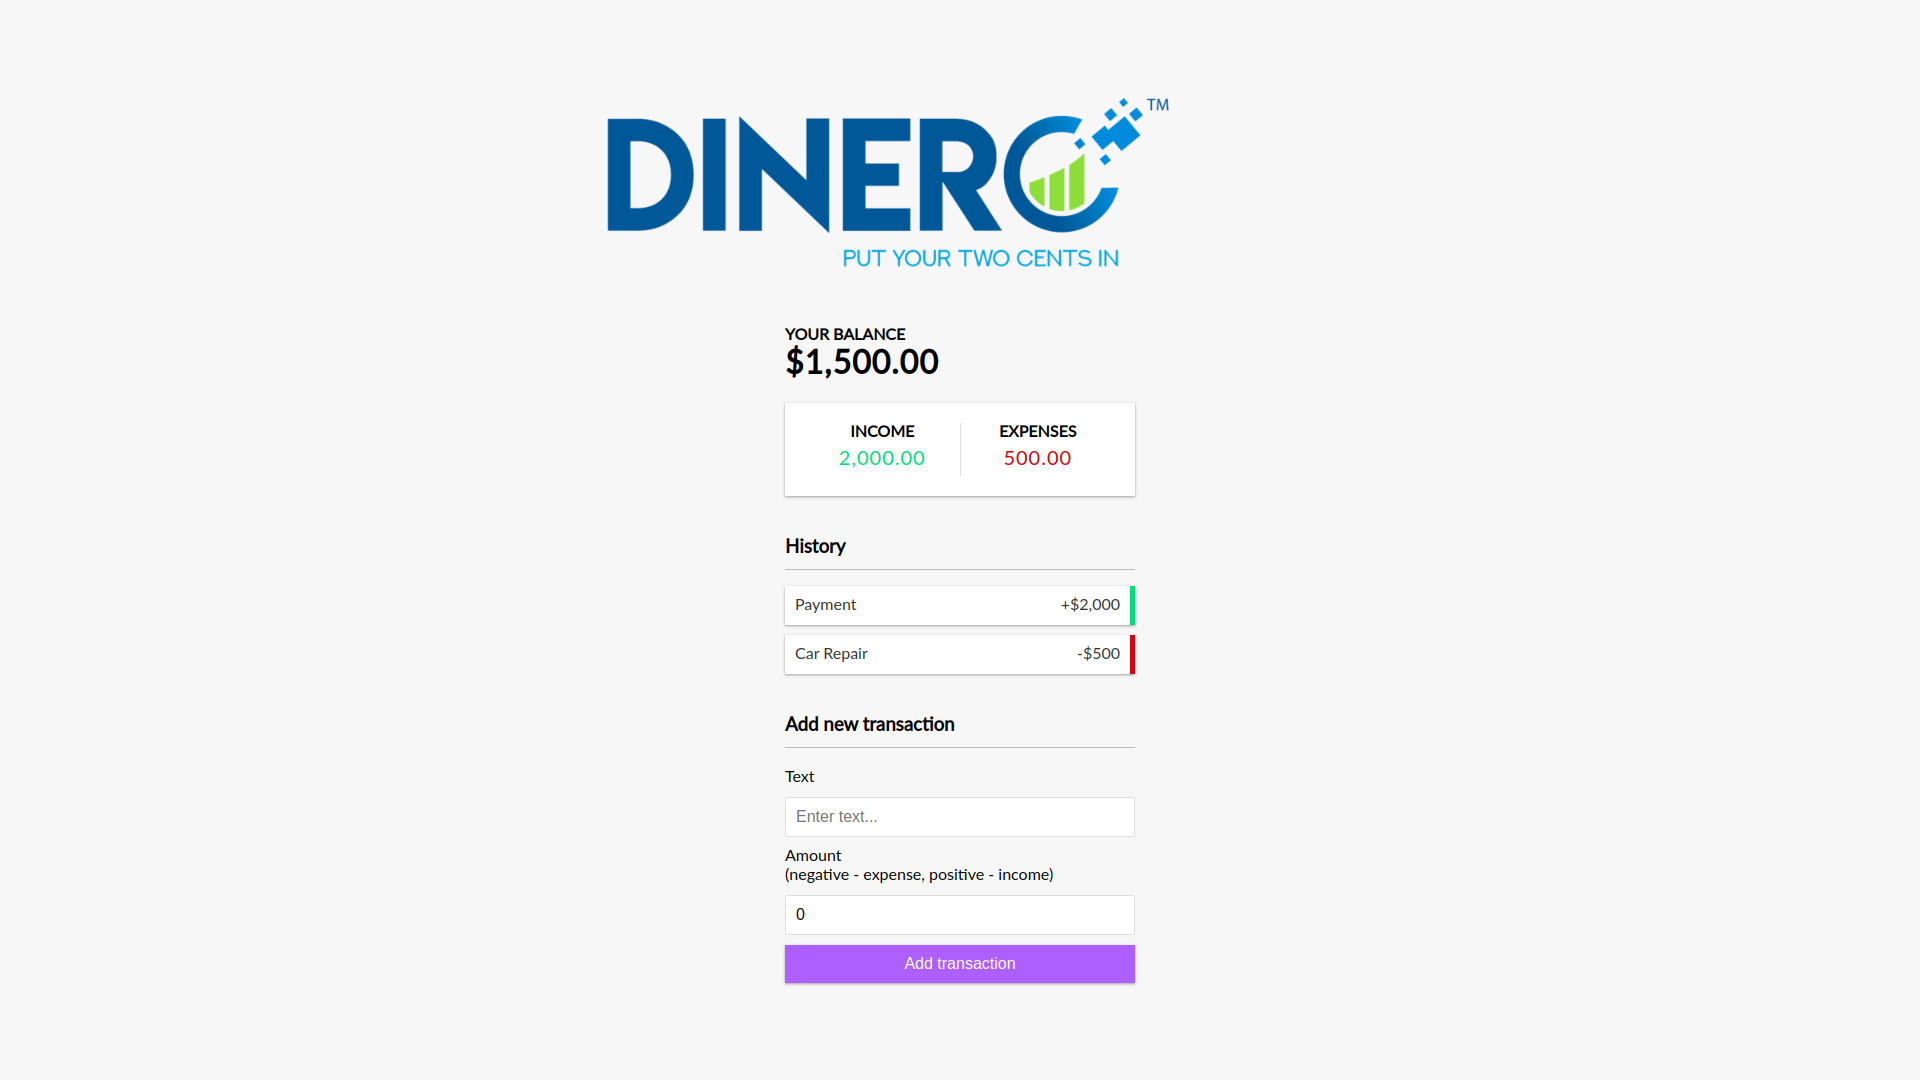 DINERO TM
PUT YOUR TWO CENTS IN
YOUR BALANCE
$1,500.00
INCOME EXPENSES
2,000.00 500.00
History
Payment +$2,000
Car Repair -$500
Add new transaction
Text
Enter text...
Amount
(negative - expense, positive - income)
0
Add transaction